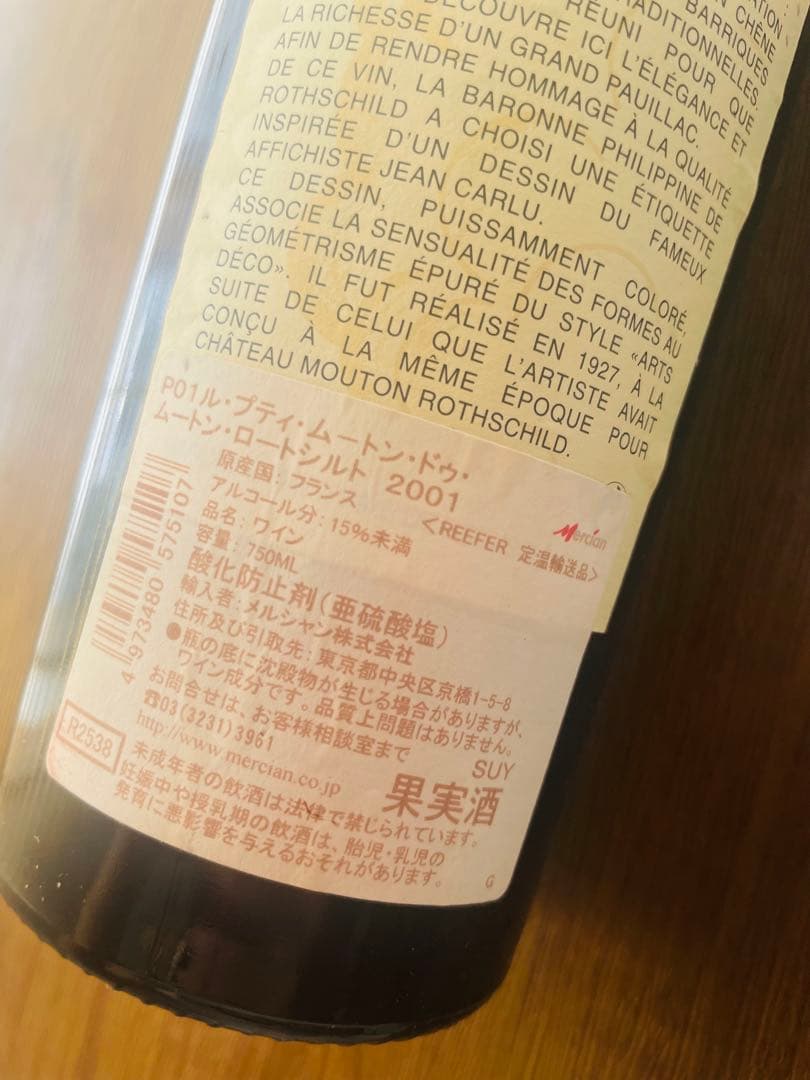 ATION
EN CHÊNE
BARRIQUES
TRADITIONNELLES.
RÉUNI POUR QUE
DÉCOUVRE ICI L'ÉLÉGANCE ET
LA RICHESSE D'UN GRAND PAUILLAC.
AFIN DE RENDRE HOMMAGE À LA QUALITÉ
DE CE VIN, LA BARONNE PHILIPPINE DE
ROTHSCHILD A CHOISI UNE ÉTIQUETTE
INSPIRÉE D'UN DESSIN DU FAMEUX
AFFICHISTE JEAN CARLU.
CE DESSIN, PUISSAMMENT COLORÉ,
ASSOCIE LA SENSUALITÉ DES FORMES AU
GÉOMÉTRISME ÉPURÉ DU STYLE «ARTS
DÉCO». IL FUT RÉALISÉ EN 1927, À LA
SUITE DE CELUI QUE L'ARTISTE AVAIT
CONÇU À LA MÊME ÉPOQUE POUR
CHÂTEAU MOUTON ROTHSCHILD.
P01ル・プティ・ムートン・ドゥ・
ムートン・ロートシルト 2001
Mercian
原産国：フランス
<REEFER 定温輸送品>
アルコール分：15%未満
品名：ワイン
容量：750ML
酸化防止剤(亜硫酸塩)
輸入者：メルシャン株式会社
住所及び引取先：東京都中央区京橋1-5-8
●瓶の底に沈殿物が生じる場合がありますが、
ワイン成分です。品質上問題はありません。
お問合せは、お客様相談室まで
☎03(3231)3961
SUY
http://www.mercian.co.jp
果実酒
未成年者の飲酒は法律で禁じられています。
妊娠中や授乳期の飲酒は、胎児・乳児の
発育に悪影響を与えるおそれがあります。
G
4 973480 575107
R2538